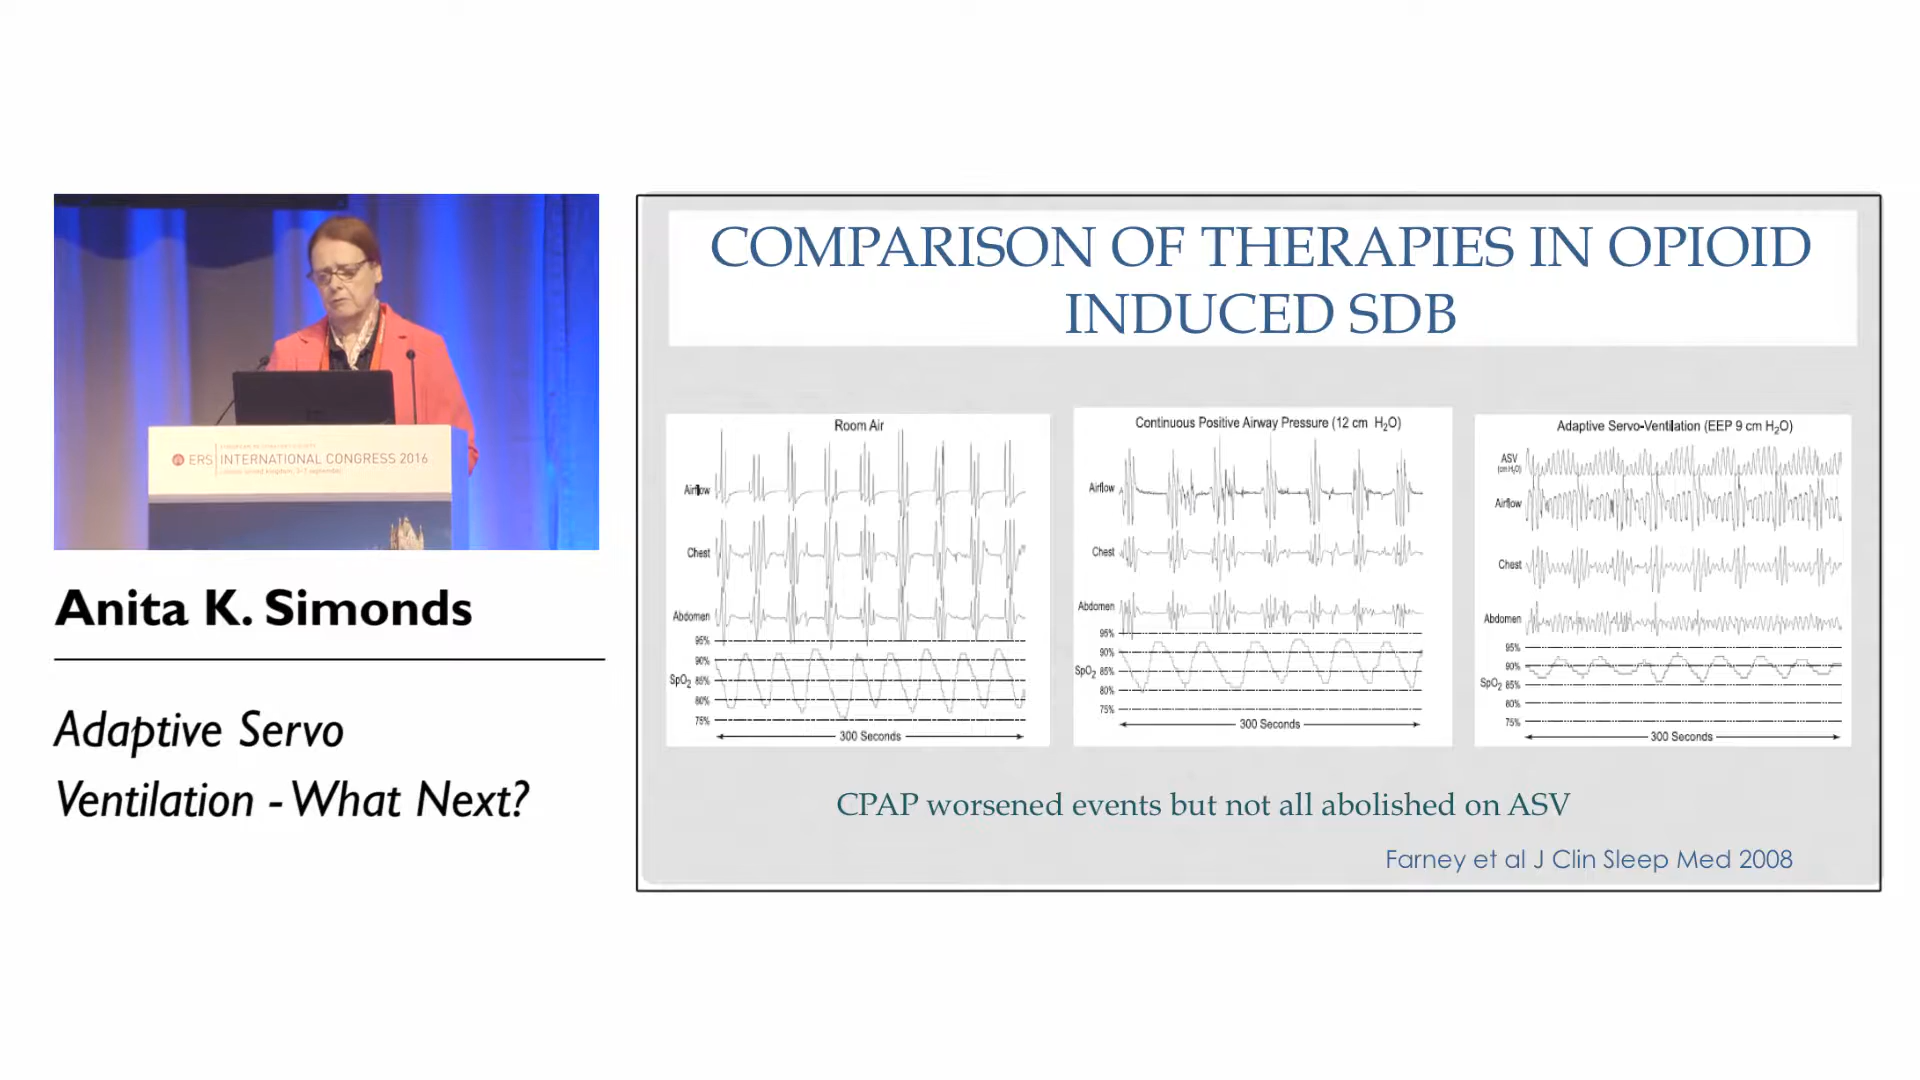 ERS INTERNATIONAL CONGRESS 2016
Anita K. Simonds
Adaptive Servo
Ventilation - What Next?
COMPARISON OF THERAPIES IN OPIOID
INDUCED SDB
Room Air
Airflow
Chest
Abdomen
95%
90%
SpO2 85%
80%
75%
300 Seconds
Continuous Positive Airway Pressure (12 cm H2O)
Airflow
Chest
Abdomen
95%
90%
SpO2 85%
80%
75%
300 Seconds
Adaptive Servo-Ventilation (EEP 9 cm H2O)
ASV
(cm H2O)
Airflow
Chest
Abdomen
95%
90%
SpO2 85%
80%
75%
300 Seconds
CPAP worsened events but not all abolished on ASV
Farney et al J Clin Sleep Med 2008